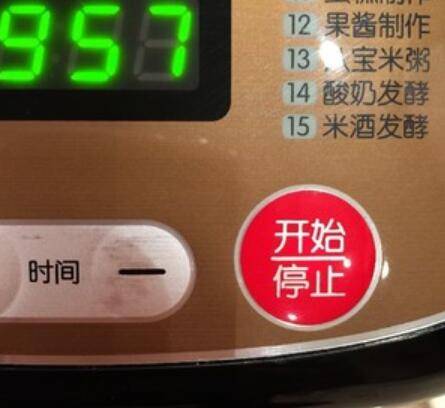 957
12 果酱制作
13 宝米粥
14 酸奶发酵
15 米酒发酵
时间 —
开始
停止